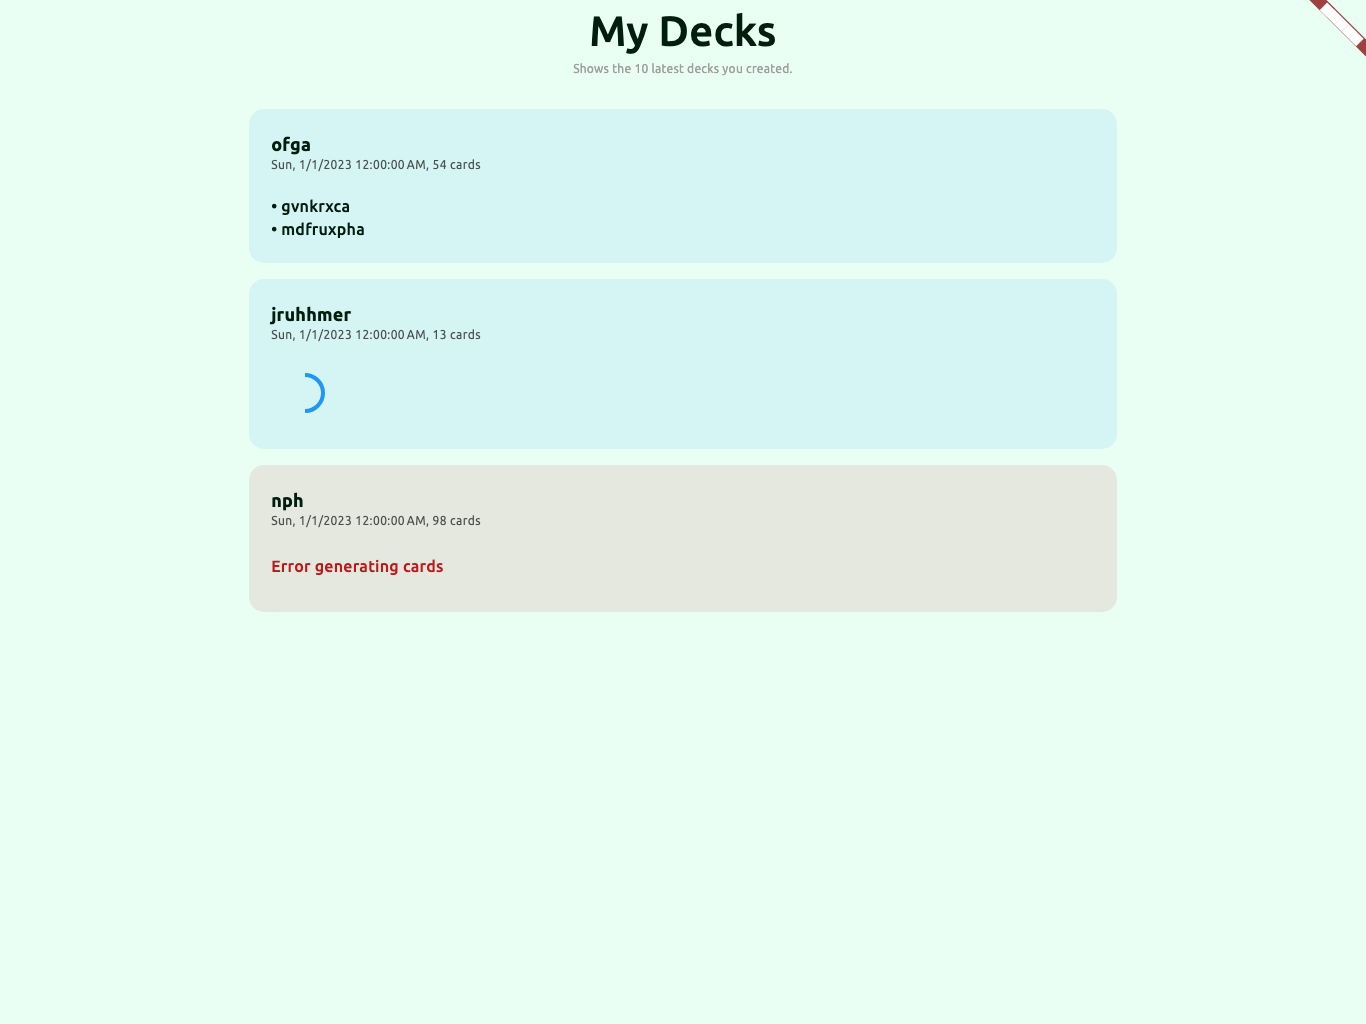 My Decks
Shows the 10 latest decks you created.
ofga
Sun, 1/1/2023 12:00:00 AM, 54 cards
• gvnkrxca
• mdfruxpha
jruhhmer
Sun, 1/1/2023 12:00:00 AM, 13 cards
nph
Sun, 1/1/2023 12:00:00 AM, 98 cards
Error generating cards